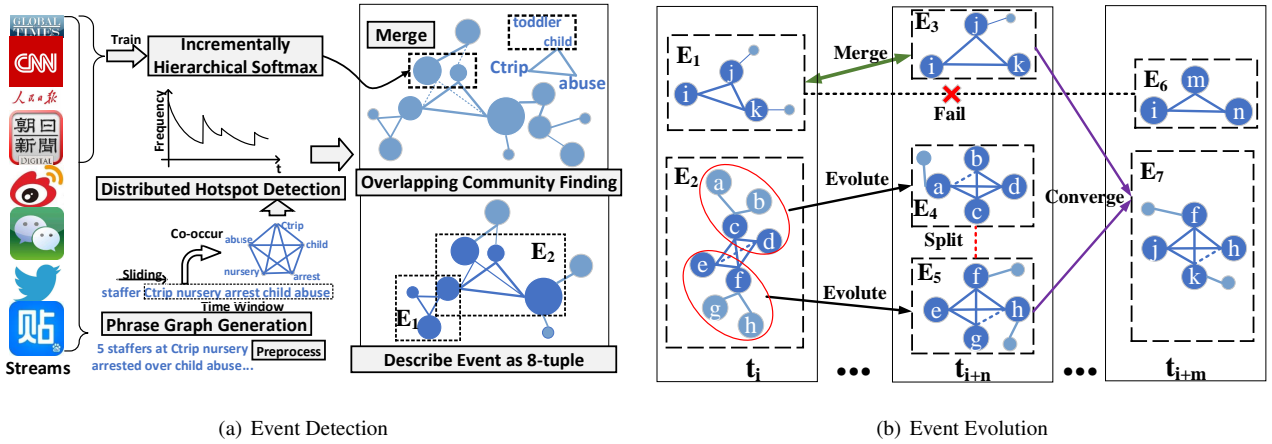 GLOBAL
TIMES
CNN
人民日报
朝日
新聞
DIGITAL
贴
Streams
Train
Incrementally
Hierarchical Softmax
Frequency
t
Distributed Hotspot Detection
Co-occur
Ctrip
abuse
child
nursery
arrest
Sliding
staffer Ctrip nursery arrest child abuse
Time Window
Phrase Graph Generation
5 staffers at Ctrip nursery
arrested over child abuse...
Preprocess
Merge
toddler
child
Ctrip
abuse
Overlapping Community Finding
E2
E1
Describe Event as 8-tuple
(a) Event Detection
E1
j
i
k
E2
a
b
c
d
e
f
g
h
ti
Merge
Fail
Evolute
Evolute
E3
j
i
k
b
a
d
E4
c
Split
E5
f
e
h
g
ti+n
Converge
E6
m
i
n
E7
f
j
h
k
ti+m
(b) Event Evolution